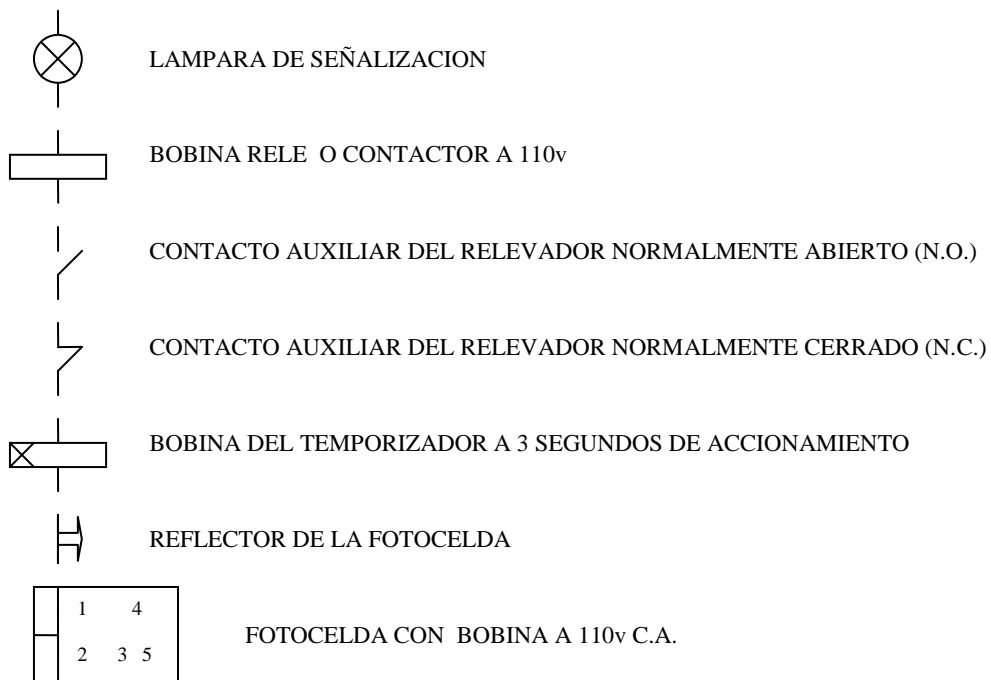 LAMPARA DE SEÑALIZACION
BOBINA RELE O CONTACTOR A 110v
CONTACTO AUXILIAR DEL RELEVADOR NORMALMENTE ABIERTO (N.O.)
CONTACTO AUXILIAR DEL RELEVADOR NORMALMENTE CERRADO (N.C.)
BOBINA DEL TEMPORIZADOR A 3 SEGUNDOS DE ACCIONAMIENTO
REFLECTOR DE LA FOTOCELDA
1 4
FOTOCELDA CON BOBINA A 110v C.A.
2 3 5